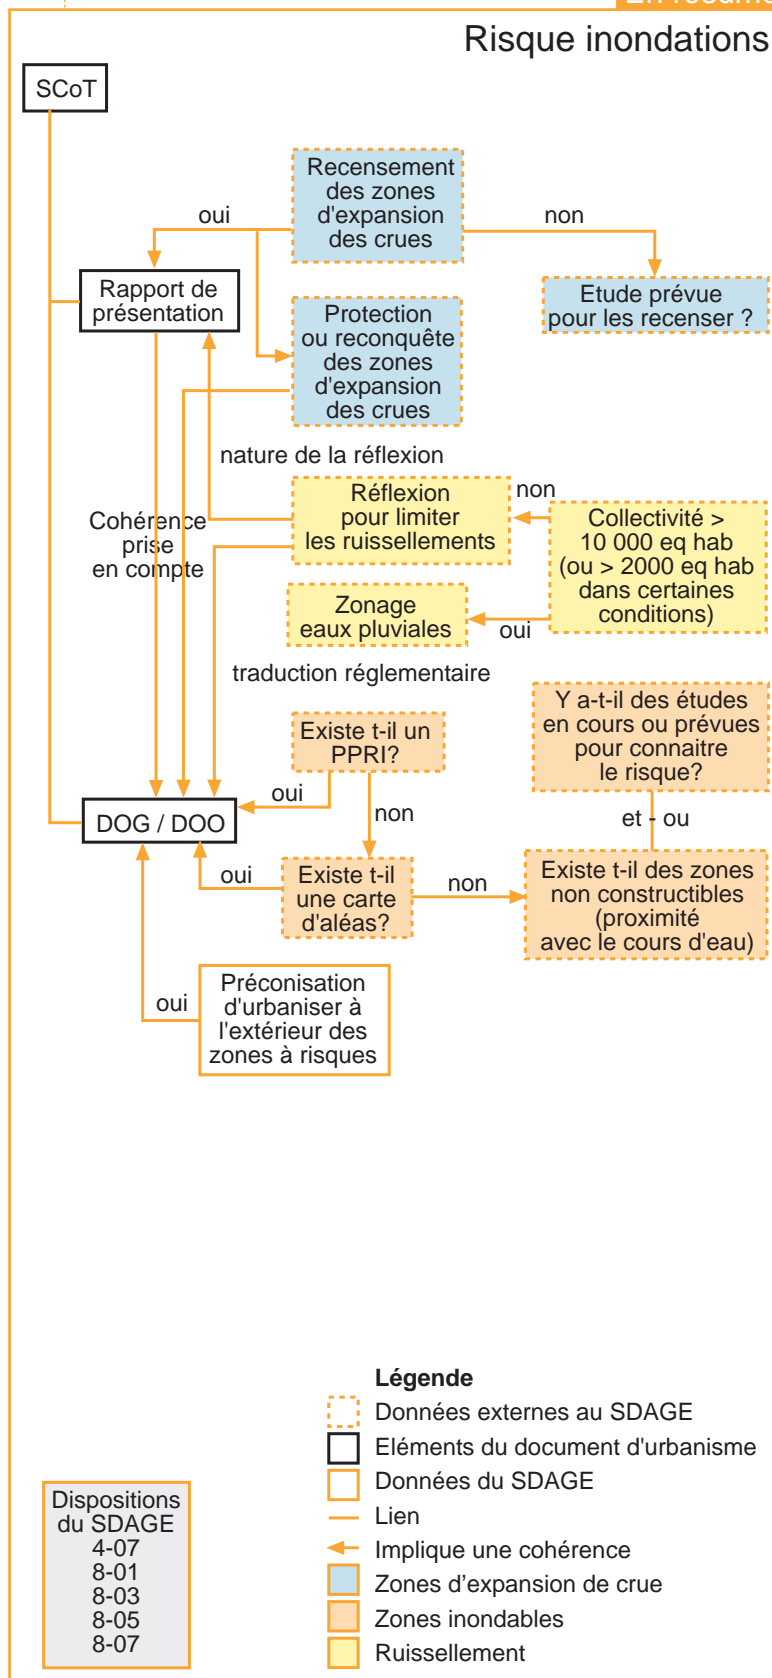 En résumé
Risque inondations
SCoT
Recensement
des zones
d'expansion
des crues
oui
non
Rapport de
présentation
Etude prévue
pour les recenser ?
Protection
ou reconquête
des zones
d'expansion
des crues
nature de la réflexion
Réflexion
pour limiter
les ruissellements
non
Collectivité >
10 000 eq hab
(ou > 2000 eq hab
dans certaines
conditions)
Cohérence
prise
en compte
Zonage
eaux pluviales
oui
traduction réglementaire
Y a-t-il des études
en cours ou prévues
pour connaitre
le risque?
Existe t-il un
PPRI?
oui
non
et - ou
DOG / DOO
oui
Existe t-il
une carte
d'aléas?
non
Existe t-il des zones
non constructibles
(proximité
avec le cours d'eau)
oui
Préconisation
d'urbaniser à
l'extérieur des
zones à risques
Légende
Données externes au SDAGE
Eléments du document d'urbanisme
Données du SDAGE
Lien
Implique une cohérence
Zones d’expansion de crue
Zones inondables
Ruissellement
Dispositions
du SDAGE
4-07
8-01
8-03
8-05
8-07